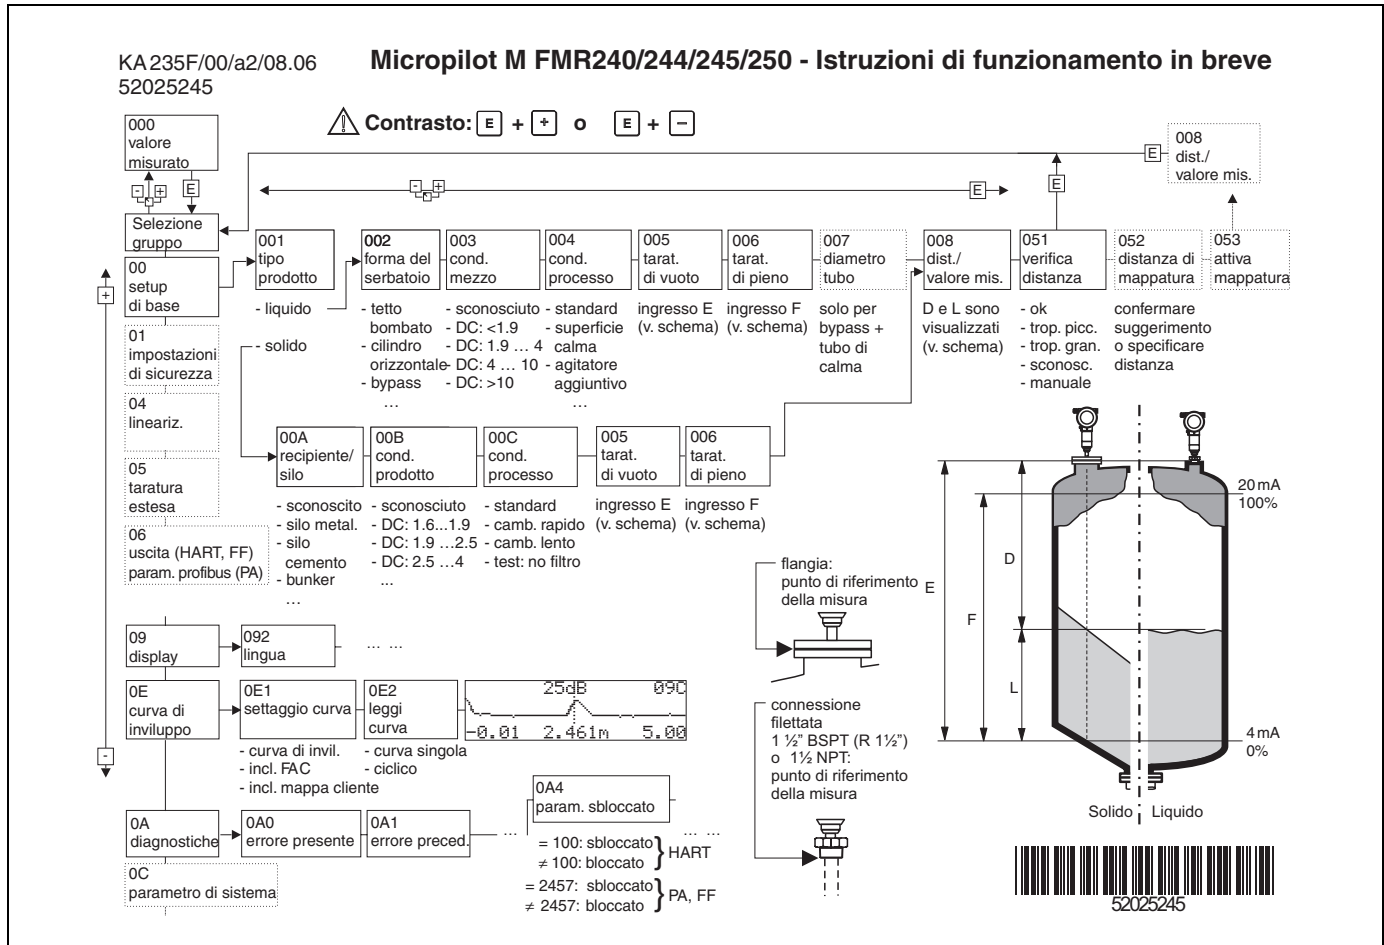 KA 235F/00/a2/08.06
52025245
Micropilot M FMR240/244/245/250 - Istruzioni di funzionamento in breve
Contrasto: E + + o E + −
000
valore
misurato
- + E
Selezione
gruppo
- +
E
E
E
008
dist./
valore mis.
00
setup
di base
001
tipo
prodotto
002
forma del
serbatoio
003
cond.
mezzo
004
cond.
processo
005
tarat.
di vuoto
006
tarat.
di pieno
007
diametro
tubo
008
dist./
valore mis.
051
verifica
distanza
052
distanza di
mappatura
053
attiva
mappatura
+
- liquido
- solido
- tetto
bombato
- cilindro
orizzontale
- bypass
...
- sconosciuto
- DC: <1.9
- DC: 1.9 ... 4
- DC: 4 ... 10
- DC: >10
- standard
- superficie
calma
- agitatore
aggiuntivo
...
ingresso E
(v. schema)
ingresso F
(v. schema)
solo per
bypass +
tubo di
calma
D e L sono
visualizzati
(v. schema)
- ok
- trop. picc.
- trop. gran.
- sconosc.
- manuale
confermare
suggerimento
o specificare
distanza
01
impostazioni
di sicurezza
04
lineariz.
05
taratura
estesa
06
uscita (HART, FF)
param. profibus (PA)
00A
recipiente/
silo
00B
cond.
prodotto
00C
cond.
processo
005
tarat.
di vuoto
006
tarat.
di pieno
- sconoscito
- silo metal.
- silo
cemento
- bunker
...
- sconosciuto
- DC: 1.6...1.9
- DC: 1.9 ...2.5
- DC: 2.5 ...4
...
- standard
- camb. rapido
- camb. lento
- test: no filtro
ingresso E
(v. schema)
ingresso F
(v. schema)
20 mA
100%
D
E
F
L
4 mA
0%
Solido
Liquido
flangia:
punto di riferimento
della misura
connessione
filettata
1 ½” BSPT (R 1½”)
o 1½ NPT:
punto di riferimento
della misura
09
display
092
lingua
... ...
0E
curva di
inviluppo
0E1
settaggio curva
0E2
leggi
curva
25dB 09C
-0.01 2.461m 5.00
- curva di invil.
- incl. FAC
- incl. mappa cliente
- curva singola
- ciclico
-
0A
diagnostiche
0A0
errore presente
0A1
errore preced.
...
0A4
param. sbloccato
... ...
= 100: sbloccato
≠ 100: bloccato
HART
= 2457: sbloccato
≠ 2457: bloccato
PA, FF
0C
parametro di sistema
52025245